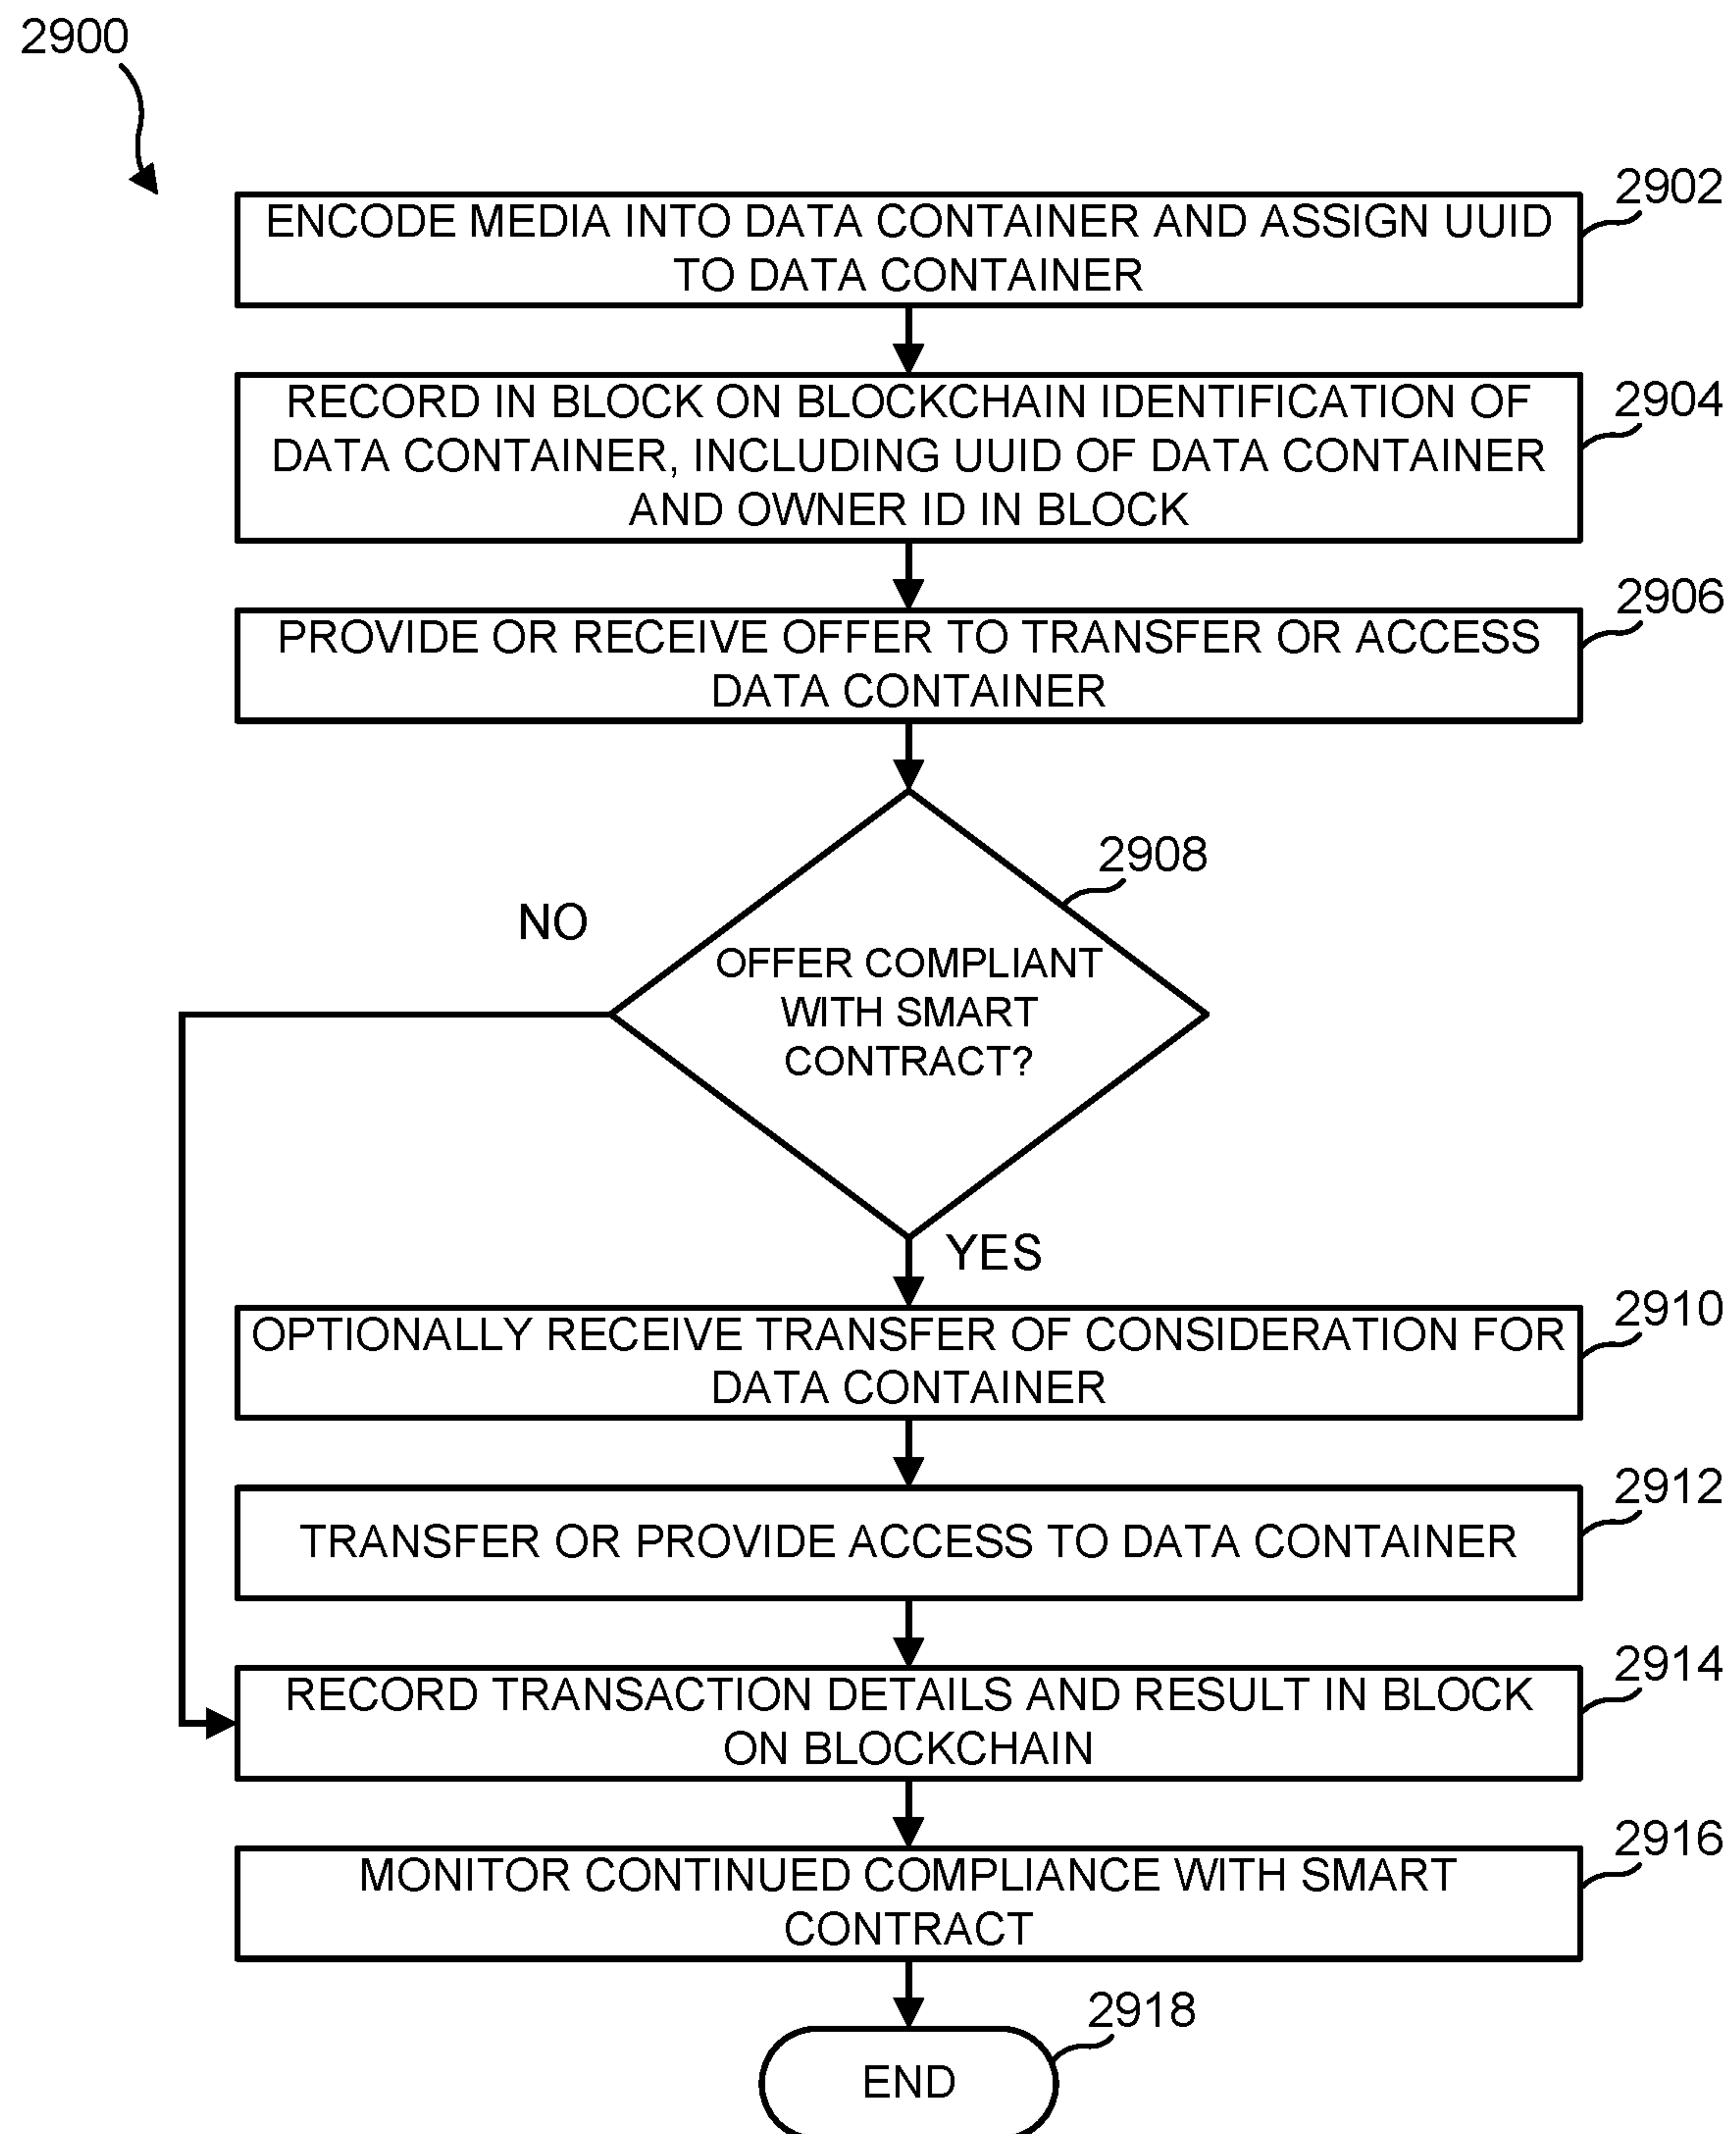 2900
ENCODE MEDIA INTO DATA CONTAINER AND ASSIGN UUID
TO DATA CONTAINER
2902
RECORD IN BLOCK ON BLOCKCHAIN IDENTIFICATION OF
DATA CONTAINER, INCLUDING UUID OF DATA CONTAINER
AND OWNER ID IN BLOCK
2904
PROVIDE OR RECEIVE OFFER TO TRANSFER OR ACCESS
DATA CONTAINER
2906
OFFER COMPLIANT
WITH SMART
CONTRACT?
2908
NO
YES
OPTIONALLY RECEIVE TRANSFER OF CONSIDERATION FOR
DATA CONTAINER
2910
TRANSFER OR PROVIDE ACCESS TO DATA CONTAINER
2912
RECORD TRANSACTION DETAILS AND RESULT IN BLOCK
ON BLOCKCHAIN
2914
MONITOR CONTINUED COMPLIANCE WITH SMART
CONTRACT
2916
END
2918